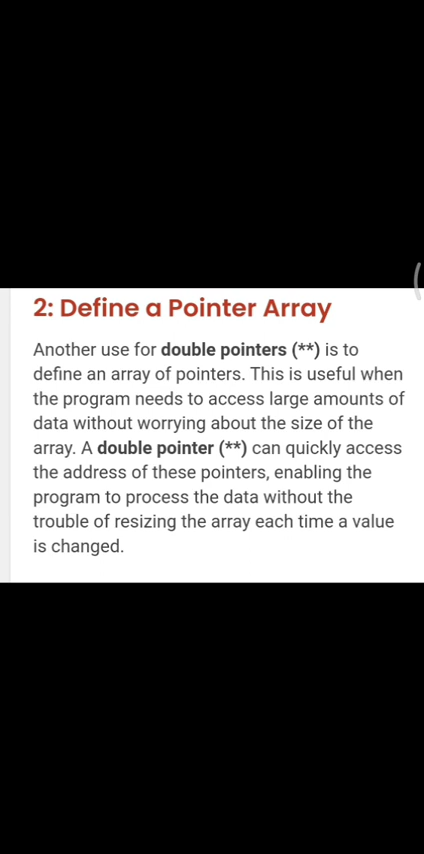 2: Define a Pointer Array
Another use for double pointers (**) is to
define an array of pointers. This is useful when
the program needs to access large amounts of
data without worrying about the size of the
array. A double pointer (**) can quickly access
the address of these pointers, enabling the
program to process the data without the
trouble of resizing the array each time a value
is changed.